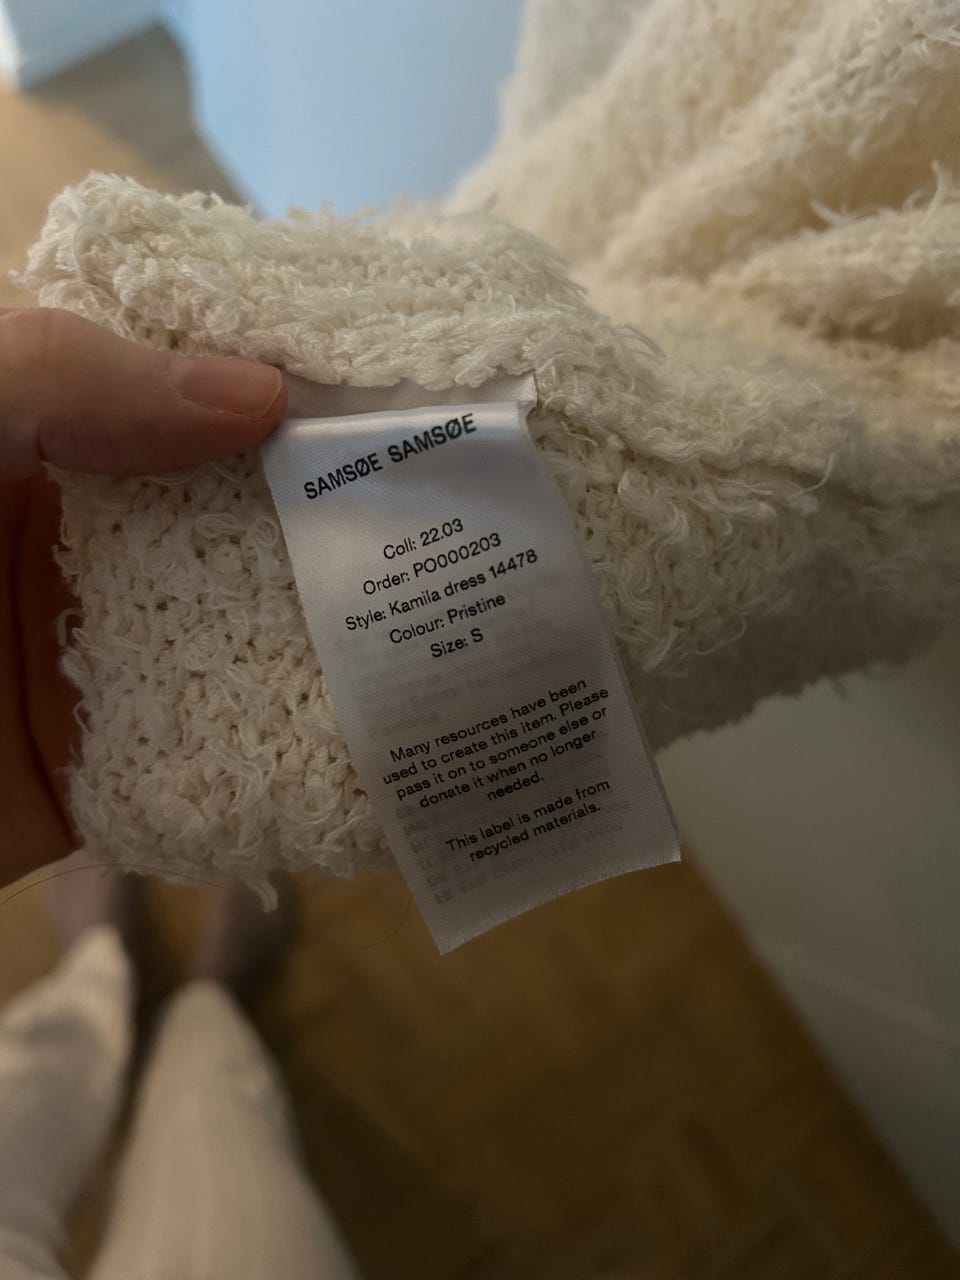 SAMSØE SAMSØE
Coll: 22.03
Order: PO000203
Style: Kamila dress 14478
Colour: Pristine
Size: S
Many resources have been
used to create this item. Please
pass it on to someone else or
donate it when no longer
needed.
This label is made from
recycled materials.